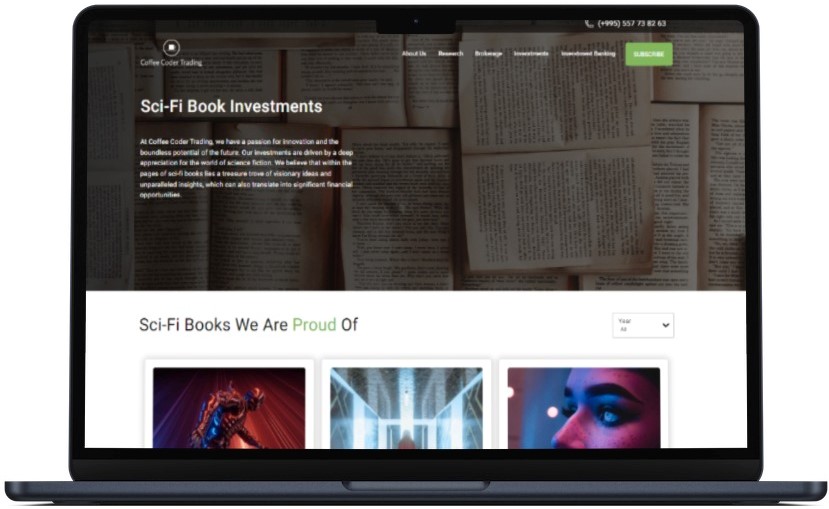 (+995) 557 73 82 63
Coffee Coder Trading
About Us Research Brokerage Investments Investment Banking SUBSCRIBE
Sci-Fi Book Investments
At Coffee Coder Trading, we have a passion for innovation and the
boundless potential of the future. Our investments are driven by a deep
appreciation for the world of science fiction. We believe that within the
pages of sci-fi books lies a treasure trove of visionary ideas and
unparalleled insights, which can also translate into significant financial
opportunities.
Sci-Fi Books We Are Proud Of
Year
All